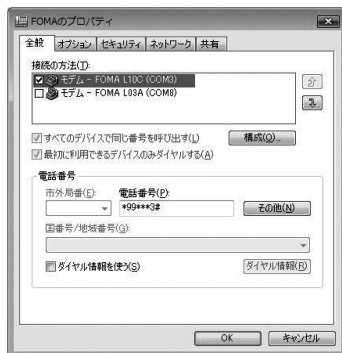 FOMAのプロパティ
全般 オプション セキュリティ ネットワーク 共有
接続の方法(T):
モデム - FOMA L10C (COM3)
モデム - FOMA L03A (COM8)
すべてのデバイスで同じ番号を呼び出す(L) 構成(O)...
最初に利用できるデバイスのみダイヤルする(A)
電話番号
市外局番(E): 電話番号(P):
*99***3# その他(N)
国番号/地域番号(G):
ダイヤル情報を使う(S) ダイヤル情報(R)
OK キャンセル